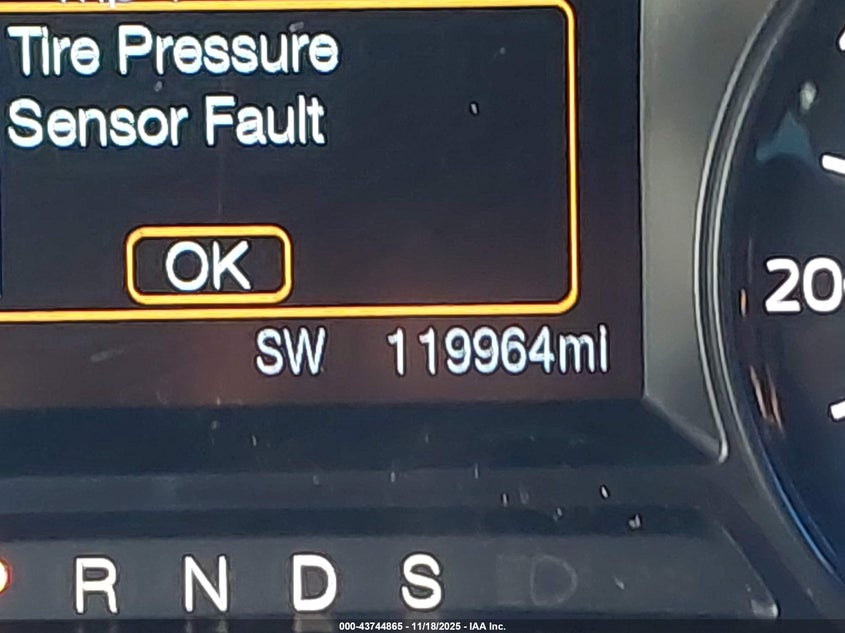 Tire Pressure
Sensor Fault
OK
SW 119964mi
20
R N D S
000-43744865 - 11/18/2025 - IAA Inc.